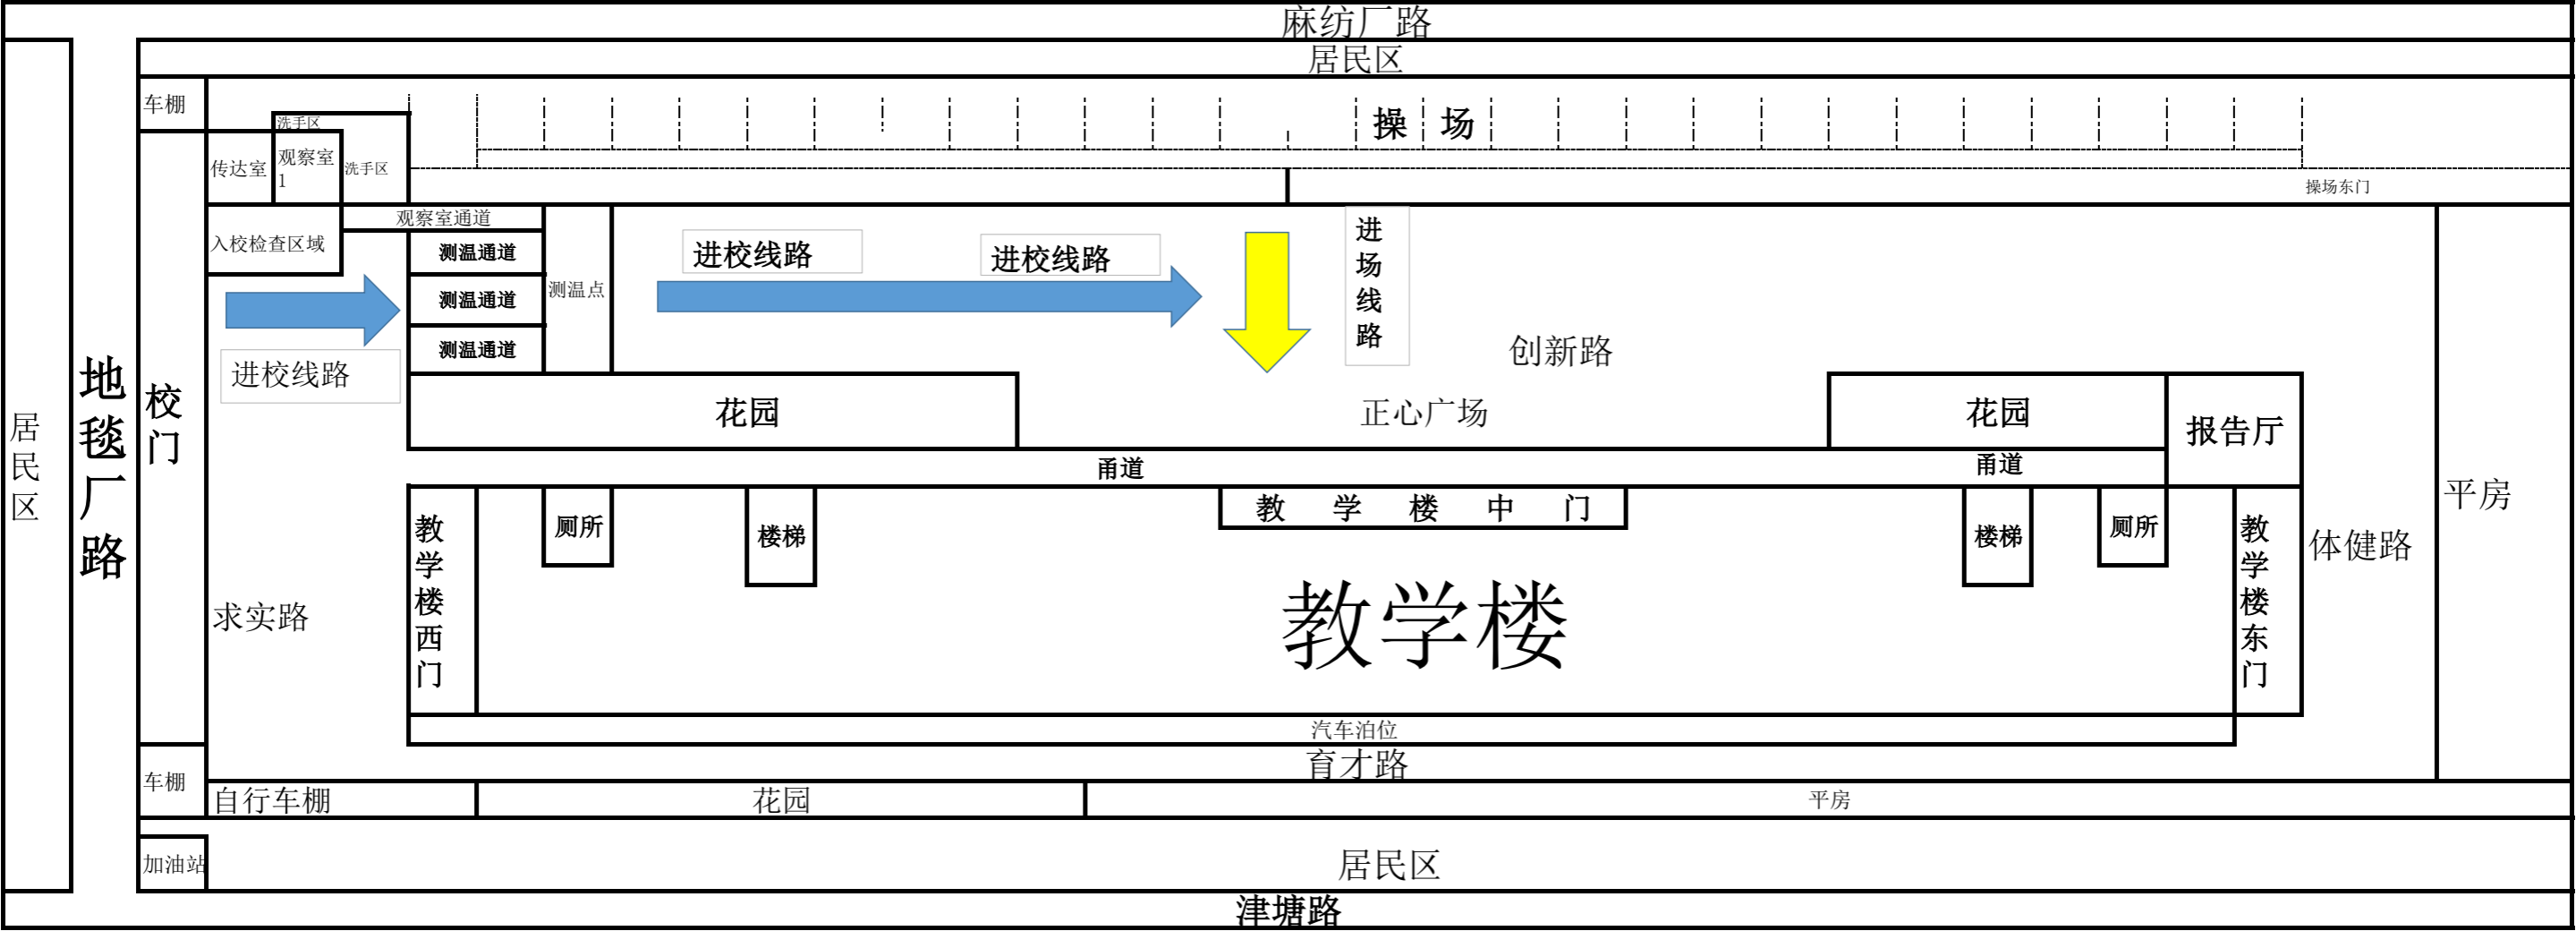 麻纺厂路
居民区
车棚
洗手区
操 场
传达室
观察室
1
洗手区
操场东门
观察室通道
入校检查区域
测温通道
测温通道
测温通道
测温点
进校线路
进校线路
进校线路
进
场
线
路
创新路
地
毯
厂
路
校
门
居
民
区
花园
正心广场
花园
报告厅
甬道
甬道
教 学 楼 中 门
教
学
楼
西
门
厕所
楼梯
楼梯
厕所
教
学
楼
东
门
体健路
平房
求实路
教学楼
汽车泊位
育才路
车棚
自行车棚
花园
平房
加油站
居民区
津塘路